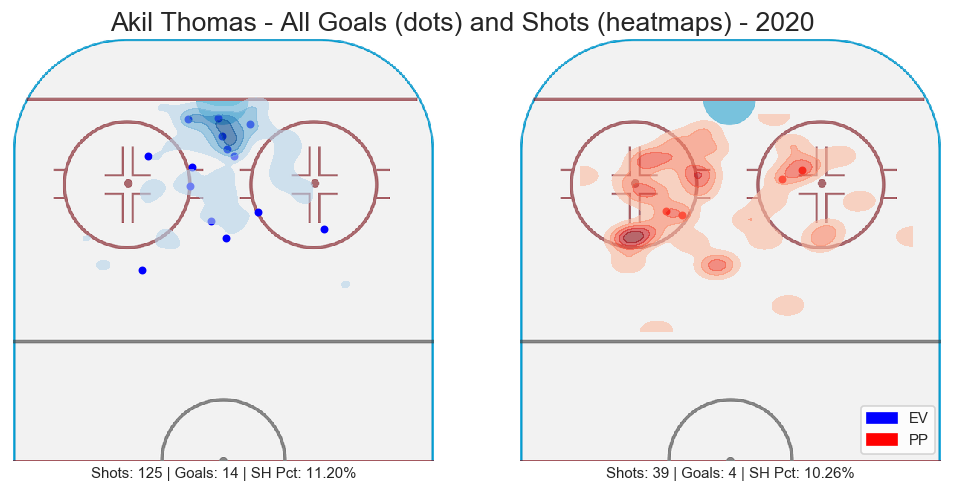 Akil Thomas - All Goals (dots) and Shots (heatmaps) - 2020
EV
PP
Shots: 125 | Goals: 14 | SH Pct: 11.20%
Shots: 39 | Goals: 4 | SH Pct: 10.26%